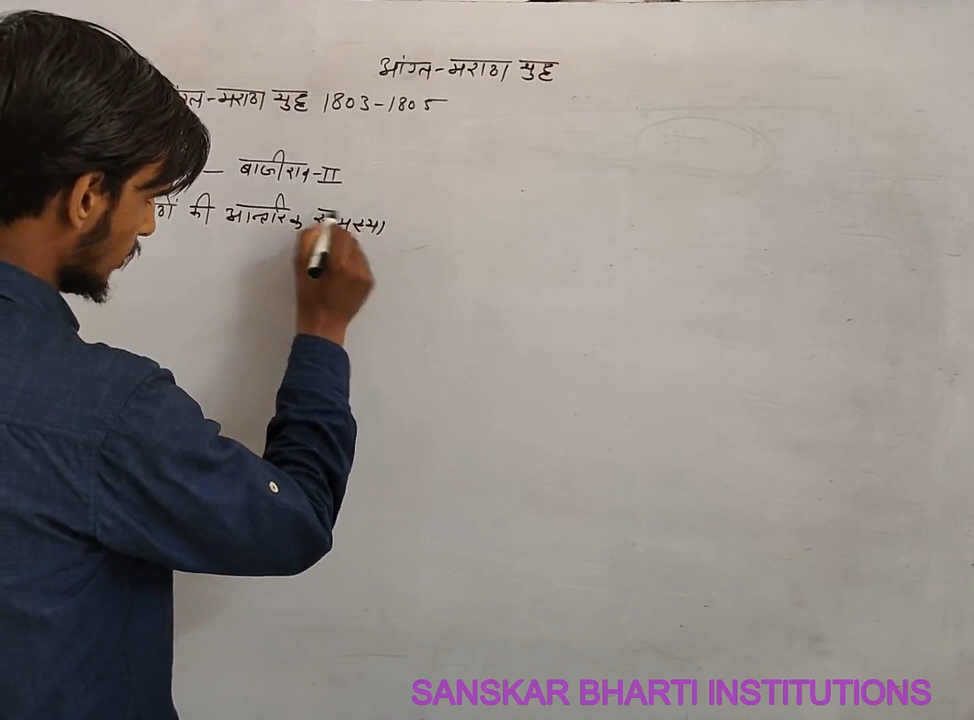 आंग्ल-मराठा युद्ध
-मराठा युद्ध 1803-1805
— बाजीराव-II
की आन्तरिक समस्या
SANSKAR BHARTI INSTITUTIONS